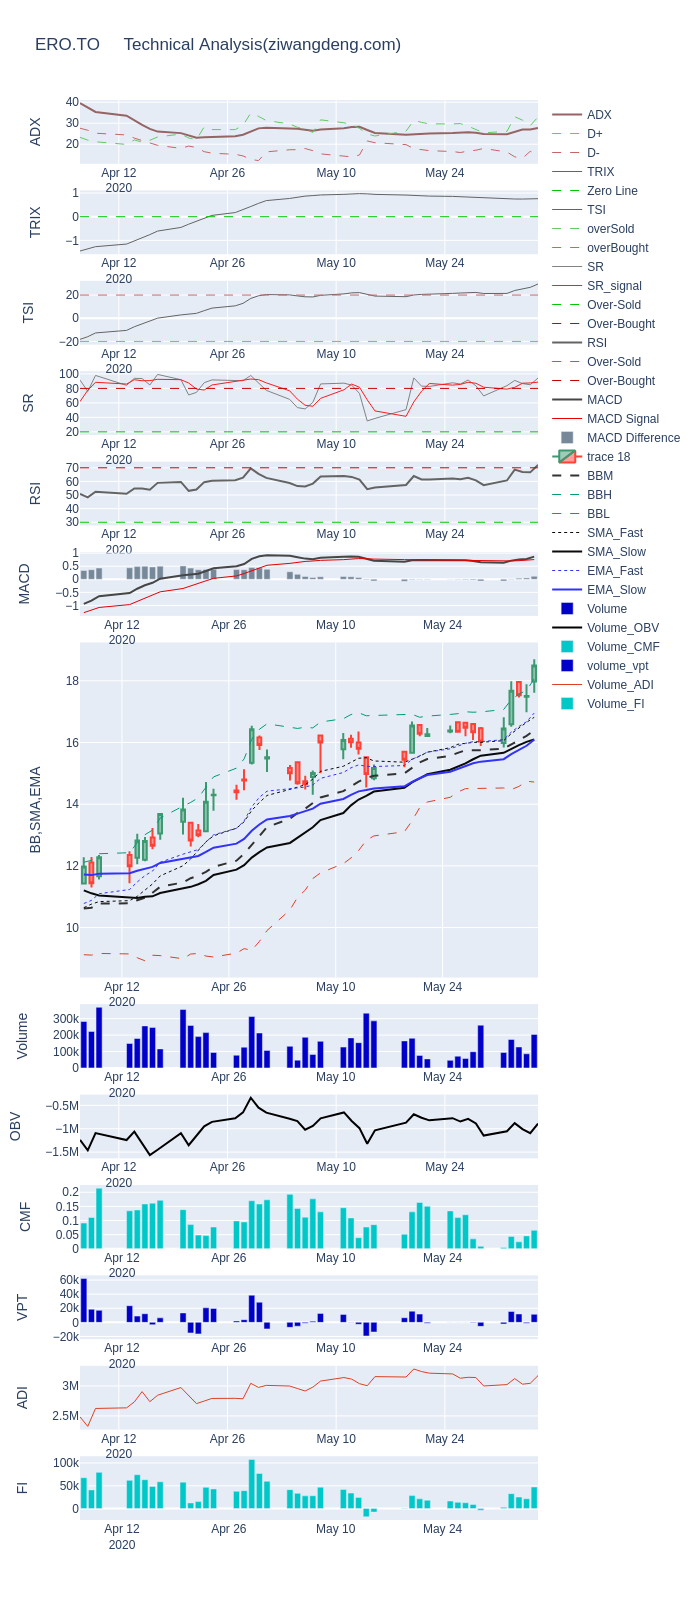 ERO.TO Technical Analysis(ziwangdeng.com)
ADX
40
30
20
Apr 12
2020
Apr 26
May 10
May 24
TRIX
1
0
−1
Apr 12
2020
Apr 26
May 10
May 24
TSI
20
0
−20
Apr 12
2020
Apr 26
May 10
May 24
SR
100
80
60
40
20
Apr 12
2020
Apr 26
May 10
May 24
RSI
70
60
50
40
30
Apr 12
2020
Apr 26
May 10
May 24
MACD
1
0.5
0
−0.5
−1
Apr 12
2020
Apr 26
May 10
May 24
BB,SMA,EMA
18
16
14
12
10
Apr 12
2020
Apr 26
May 10
May 24
Volume
300k
200k
100k
0
Apr 12
2020
Apr 26
May 10
May 24
OBV
−0.5M
−1M
−1.5M
Apr 12
2020
Apr 26
May 10
May 24
CMF
0.2
0.15
0.1
0.05
0
Apr 12
2020
Apr 26
May 10
May 24
VPT
60k
40k
20k
0
−20k
Apr 12
2020
Apr 26
May 10
May 24
ADI
3M
2.5M
Apr 12
2020
Apr 26
May 10
May 24
FI
100k
50k
0
Apr 12
2020
Apr 26
May 10
May 24
ADX
D+
D-
TRIX
Zero Line
TSI
overSold
overBought
SR
SR_signal
Over-Sold
Over-Bought
RSI
Over-Sold
Over-Bought
MACD
MACD Signal
MACD Difference
trace 18
BBM
BBH
BBL
SMA_Fast
SMA_Slow
EMA_Fast
EMA_Slow
Volume
Volume_OBV
Volume_CMF
volume_vpt
Volume_ADI
Volume_FI